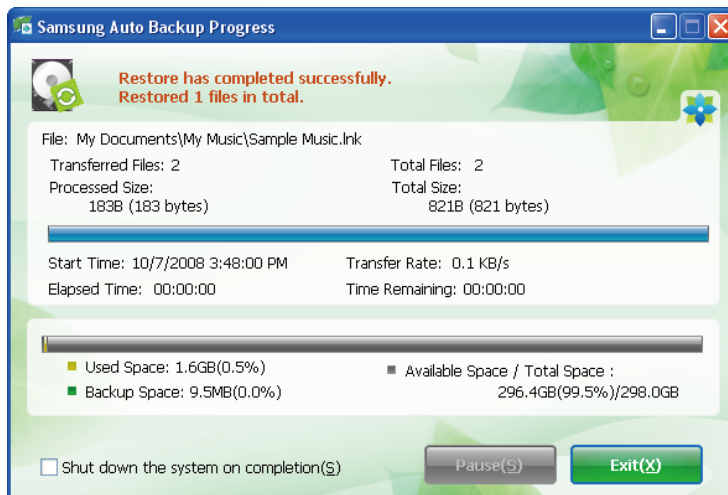 Samsung Auto Backup Progress
Restore has completed successfully.
Restored 1 files in total.
File: My Documents\My Music\Sample Music.lnk
Transferred Files: 2
Total Files: 2
Processed Size:
Total Size:
183B (183 bytes)
821B (821 bytes)
Start Time: 10/7/2008 3:48:00 PM
Transfer Rate: 0.1 KB/s
Elapsed Time: 00:00:00
Time Remaining: 00:00:00
Used Space: 1.6GB(0.5%)
Available Space / Total Space :
Backup Space: 9.5MB(0.0%)
296.4GB(99.5%)/298.0GB
Shut down the system on completion(S)
Pause(S)
Exit(X)